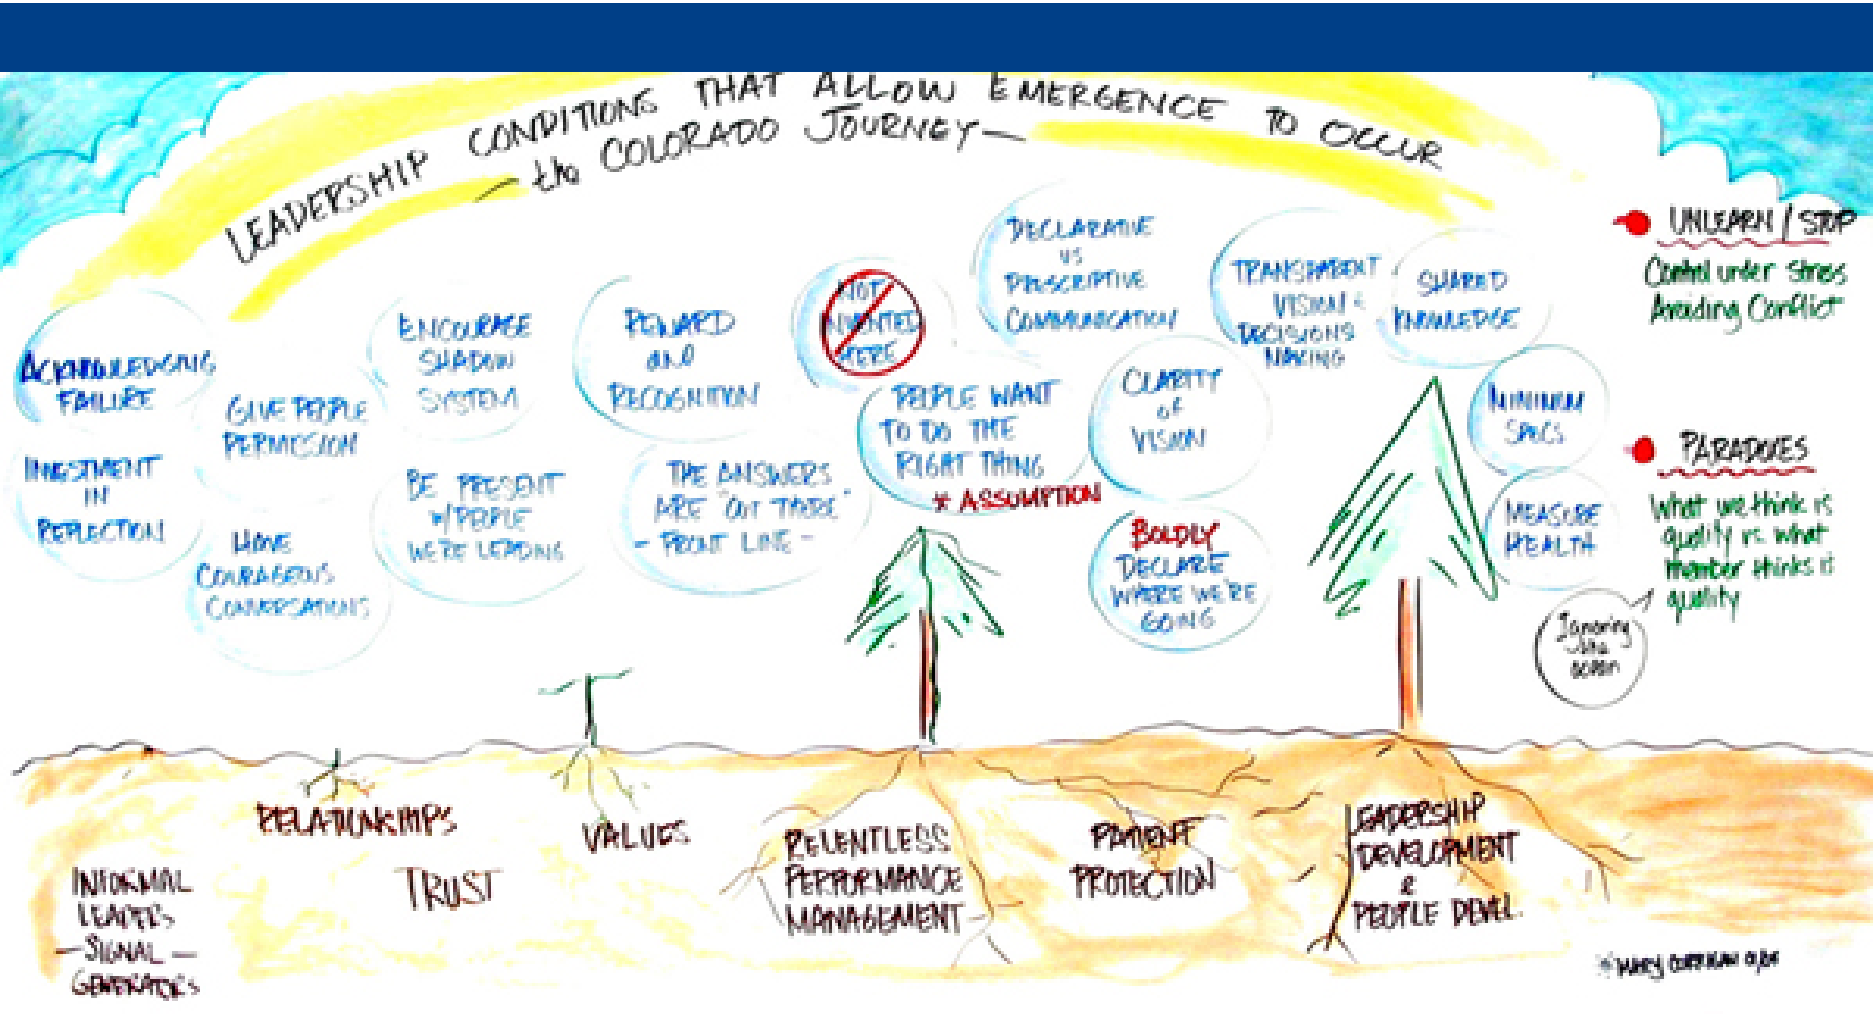 LEADERSHIP CONDITIONS THAT ALLOW EMERGENCE TO OCCUR
— the COLORADO JOURNEY —
ACKNOWLEDGING
FAILURE
INVESTMENT
IN
REFLECTION
GIVE PEOPLE
PERMISSION
HAVE
COURAGEOUS
CONVERSATIONS
ENCOURAGE
SHADOW
SYSTEM
BE PRESENT
W/PEOPLE
WE'RE LEADING
REWARD
and
RECOGNITION
THE ANSWERS
ARE "OUT THERE"
- FRONT LINE -
NOT
INVENTED
HERE
PEOPLE WANT
TO DO THE
RIGHT THING
* ASSUMPTION
DECLARATIVE
vs
PRESCRIPTIVE
COMMUNICATION
CLARITY
of
VISION
BOLDLY
DECLARE
WHERE WE'RE
GOING
TRANSPARENT
VISION &
DECISIONS
MAKING
SHARED
KNOWLEDGE
MINIMUM
SPECS
MEASURE
HEALTH
UNLEARN / STOP
Control under stress
Avoiding Conflict
PARADOXES
What we think is
quality vs. what
member thinks is
quality
Ignoring
the
RELATIONSHIPS
TRUST
INFORMAL
LEADERS
— SIGNAL —
GENERATORS
VALUES
RELENTLESS
PERFORMANCE
MANAGEMENT
PATIENT
PROTECTION
LEADERSHIP
DEVELOPMENT
&
PEOPLE DEVEL.
MARY